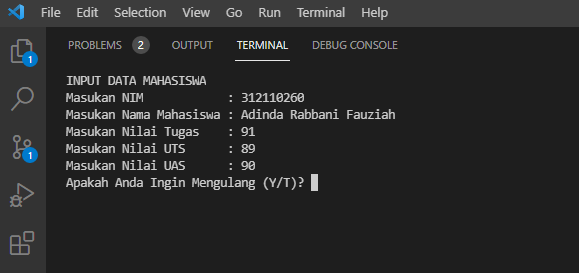 File Edit Selection View Go Run Terminal Help
PROBLEMS 2 OUTPUT TERMINAL DEBUG CONSOLE
1
INPUT DATA MAHASISWA
Masukan NIM : 312110260
Masukan Nama Mahasiswa : Adinda Rabbani Fauziah
Masukan Nilai Tugas : 91
Masukan Nilai UTS : 89
1
Masukan Nilai UAS : 90
Apakah Anda Ingin Mengulang (Y/T)?